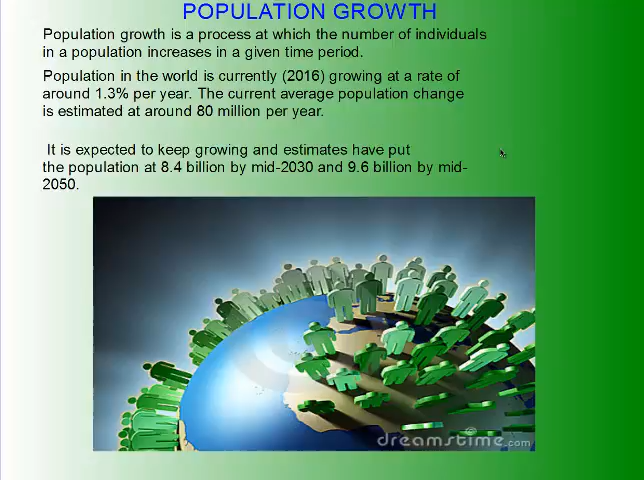 POPULATION GROWTH
Population growth is a process at which the number of individuals
in a population increases in a given time period.
Population in the world is currently (2016) growing at a rate of
around 1.3% per year. The current average population change
is estimated at around 80 million per year.
It is expected to keep growing and estimates have put
the population at 8.4 billion by mid-2030 and 9.6 billion by mid-
2050.
dreamstime.com